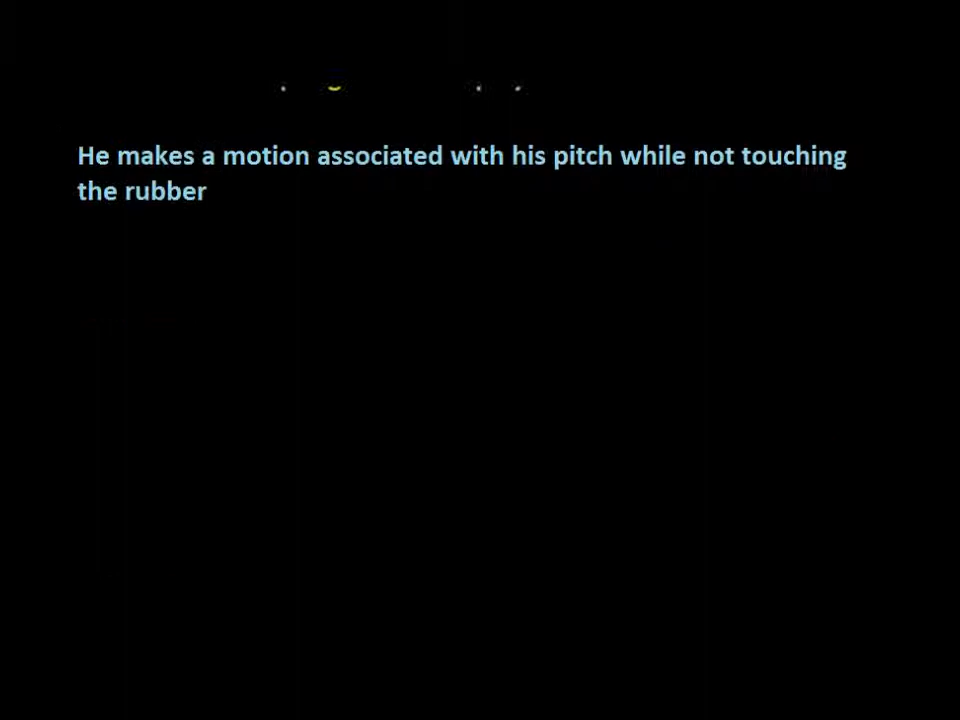 He makes a motion associated with his pitch while not touching
the rubber